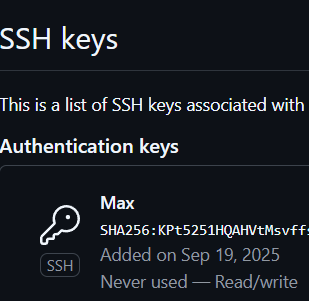 SSH keys
This is a list of SSH keys associated with
Authentication keys
Max
SHA256:KPt5251HQAHVtMsvffs
SSH
Added on Sep 19, 2025
Never used — Read/write